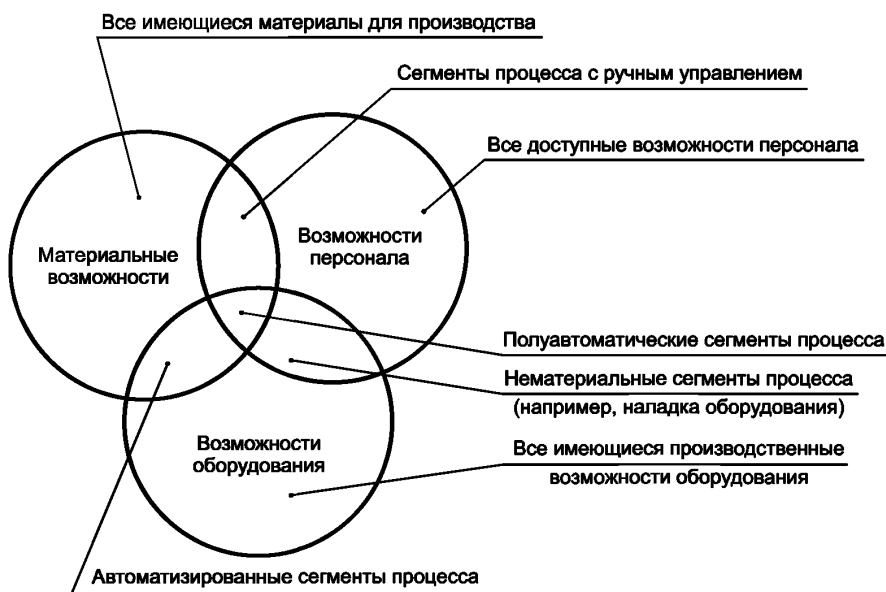 Все имеющиеся материалы для производства
Сегменты процесса с ручным управлением
Все доступные возможности персонала
Возможности
персонала
Материальные
возможности
Полуавтоматические сегменты процесса
Нематериальные сегменты процесса
(например, наладка оборудования)
Возможности
оборудования
Все имеющиеся производственные
возможности оборудования
Автоматизированные сегменты процесса